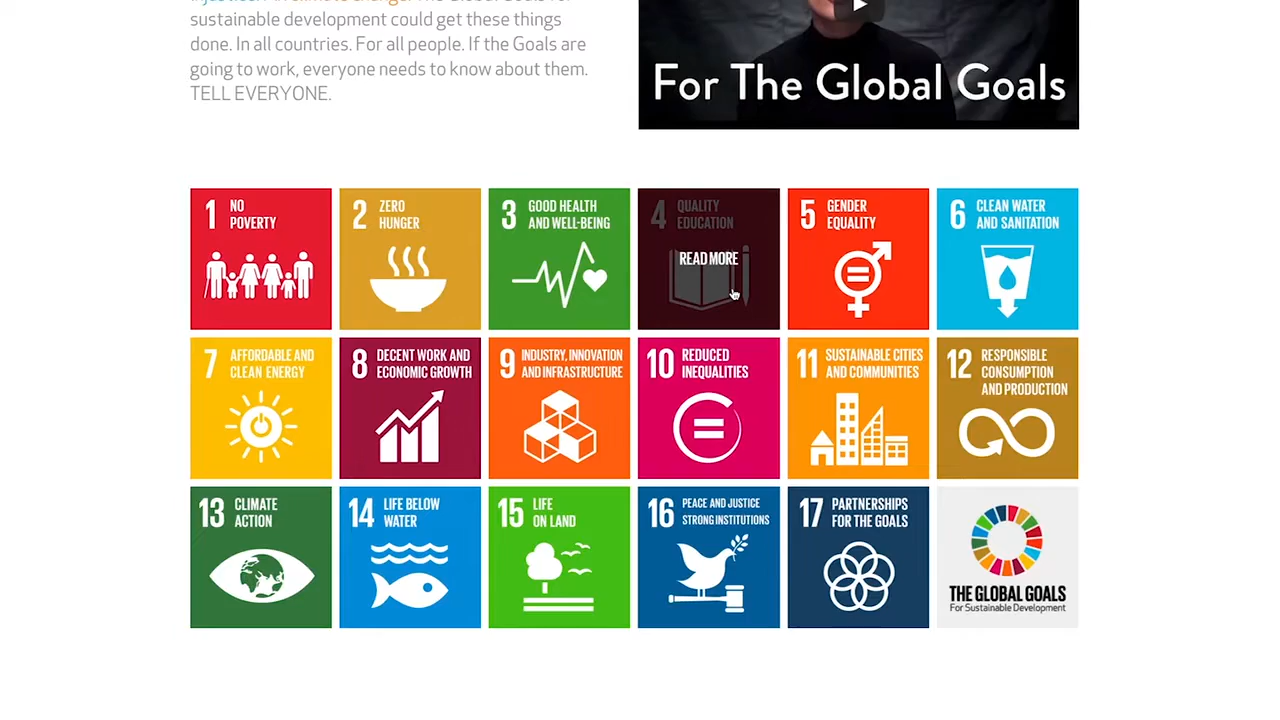 sustainable development could get these things
done. In all countries. For all people. If the Goals are
going to work, everyone needs to know about them.
TELL EVERYONE.
For The Global Goals
1 NO
POVERTY
2 ZERO
HUNGER
3 GOOD HEALTH
AND WELL-BEING
4 QUALITY
EDUCATION
READ MORE
5 GENDER
EQUALITY
6 CLEAN WATER
AND SANITATION
7 AFFORDABLE AND
CLEAN ENERGY
8 DECENT WORK AND
ECONOMIC GROWTH
9 INDUSTRY, INNOVATION
AND INFRASTRUCTURE
10 REDUCED
INEQUALITIES
11 SUSTAINABLE CITIES
AND COMMUNITIES
12 RESPONSIBLE
CONSUMPTION
AND PRODUCTION
13 CLIMATE
ACTION
14 LIFE BELOW
WATER
15 LIFE
ON LAND
16 PEACE AND JUSTICE
STRONG INSTITUTIONS
17 PARTNERSHIPS
FOR THE GOALS
THE GLOBAL GOALS
For Sustainable Development